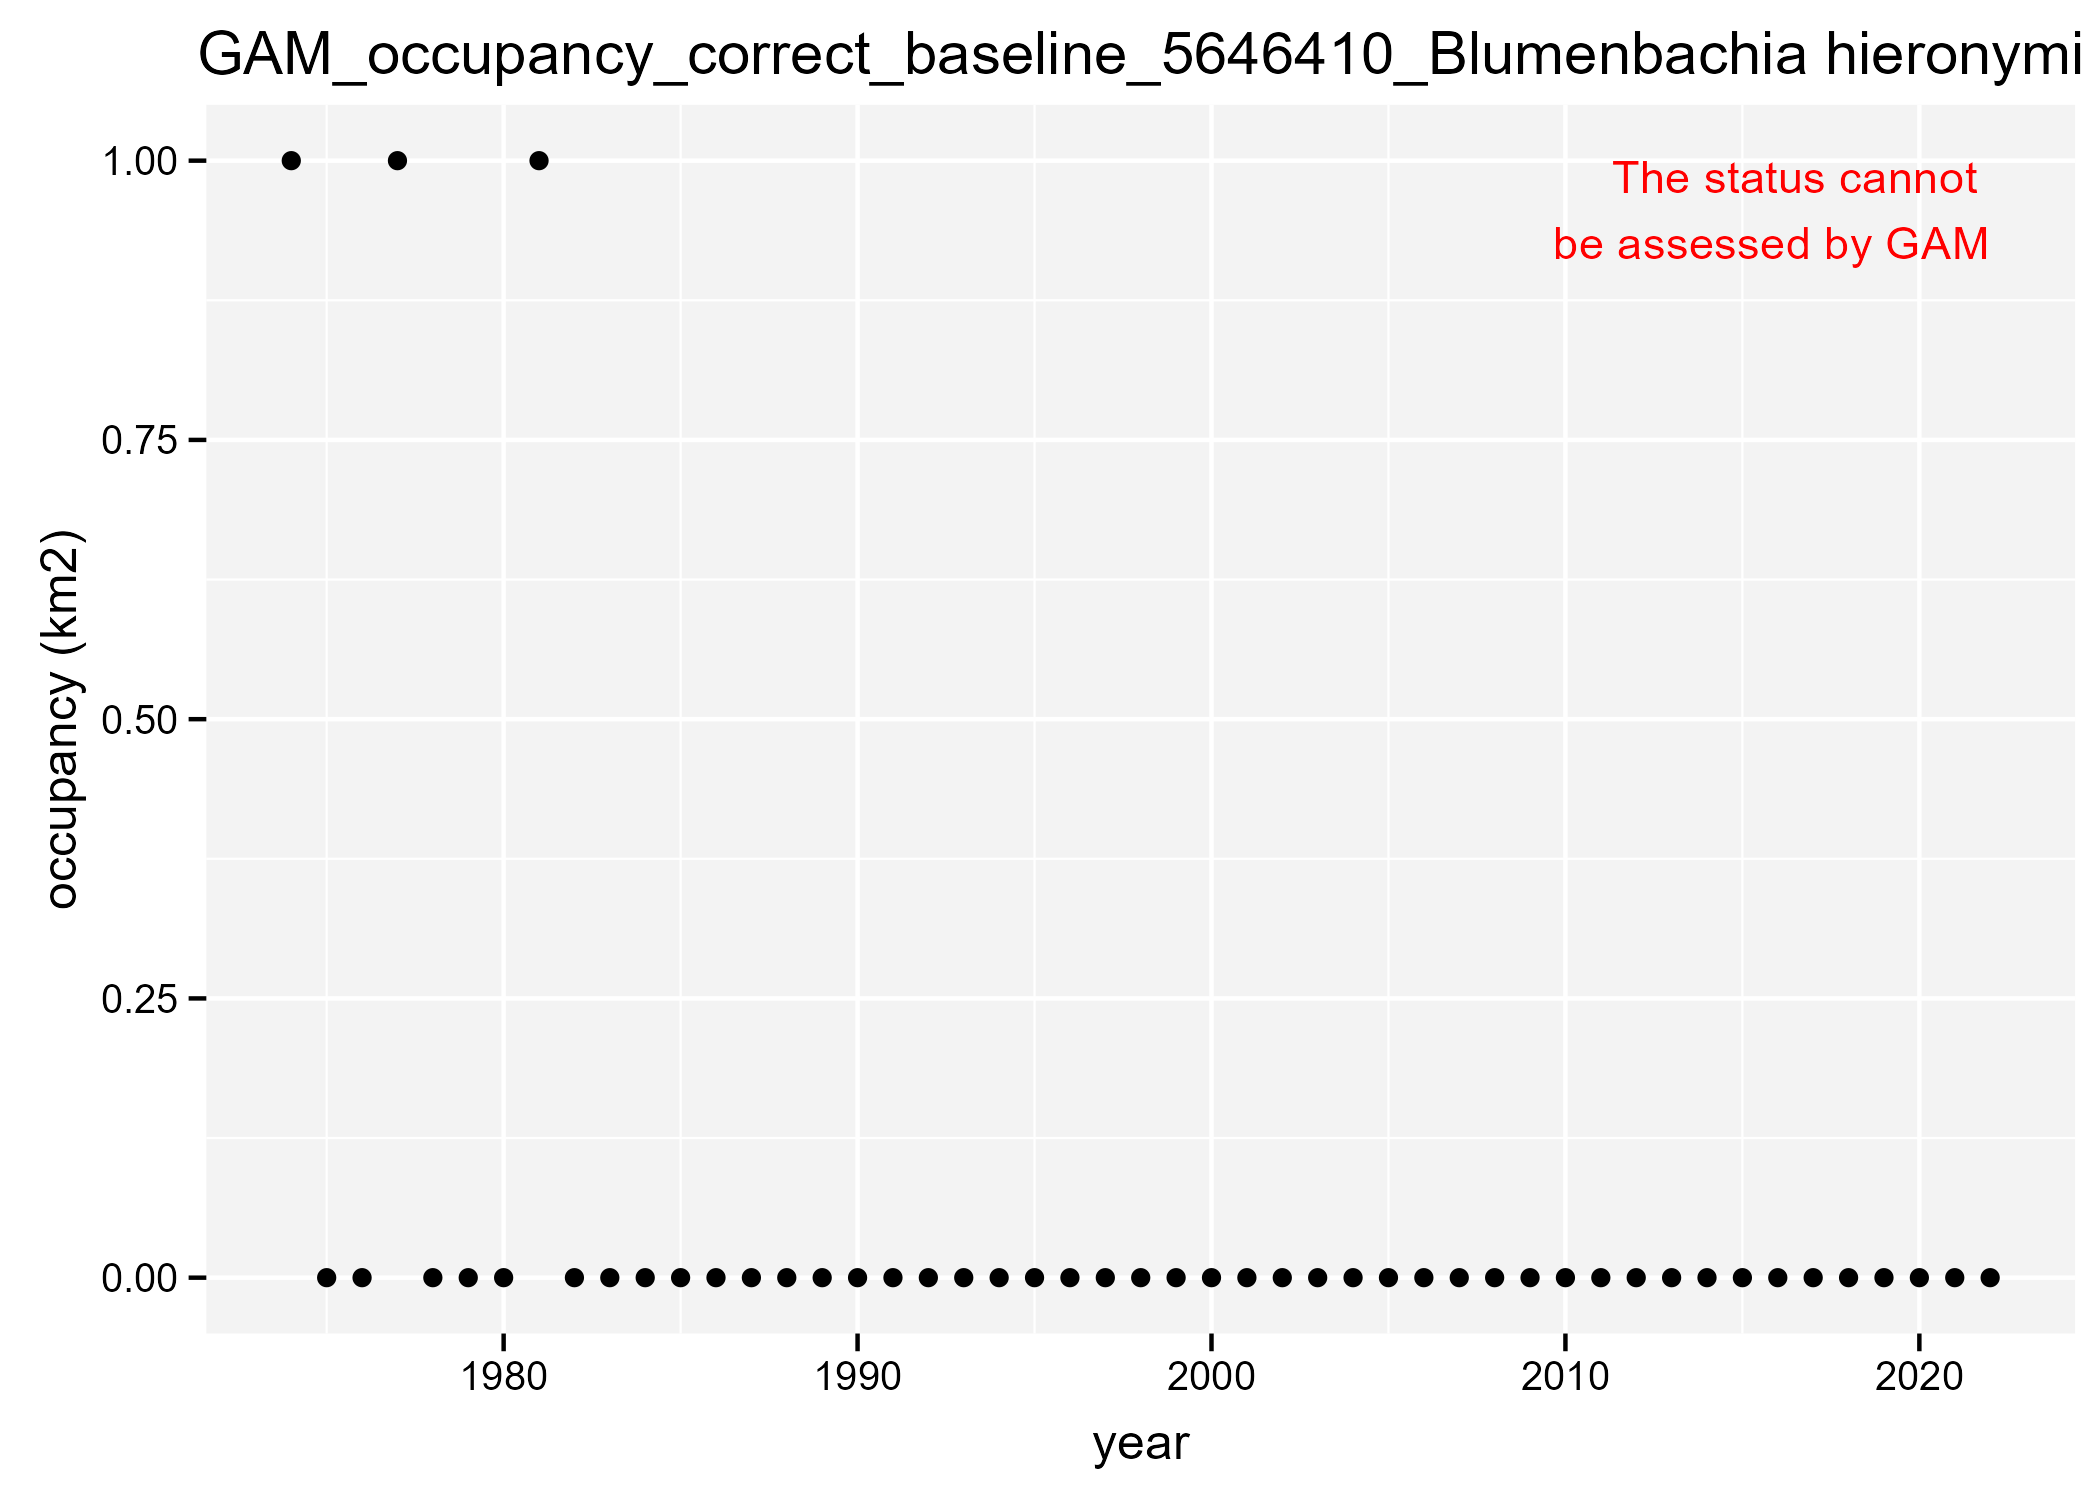 GAM_occupancy_correct_baseline_5646410_Blumenbachia hieronymi
The status cannot
be assessed by GAM
1.00
0.75
0.50
0.25
0.00
occupancy (km2)
1980 1990 2000 2010 2020
year